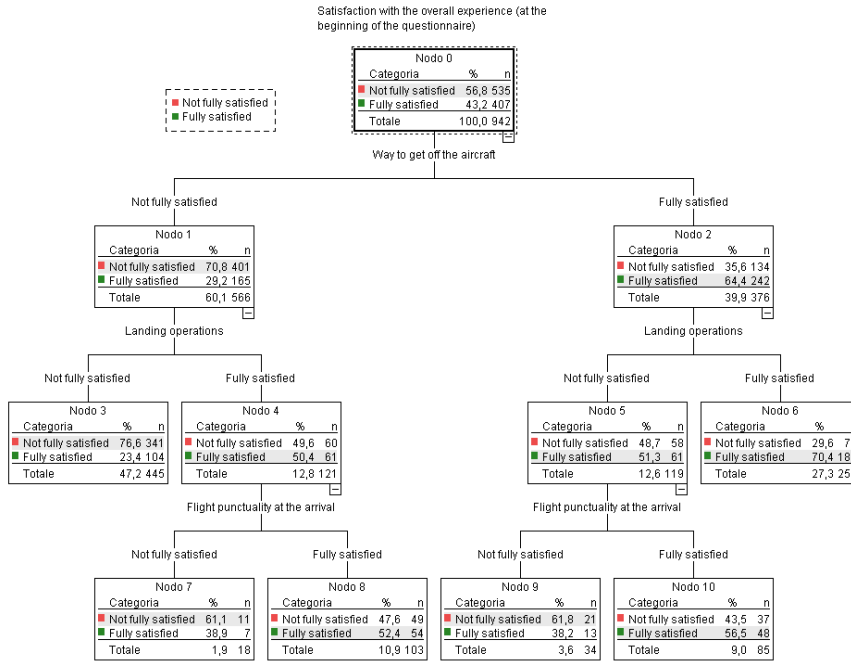 Satisfaction with the overall experience (at the
beginning of the questionnaire)
Not fully satisfied
Fully satisfied
Nodo 0
Categoria % n
Not fully satisfied 56,8 535
Fully satisfied 43,2 407
Totale 100,0 942
Way to get off the aircraft
Not fully satisfied
Fully satisfied
Nodo 1
Categoria % n
Not fully satisfied 70,8 401
Fully satisfied 29,2 165
Totale 60,1 566
Nodo 2
Categoria % n
Not fully satisfied 35,6 134
Fully satisfied 64,4 242
Totale 39,9 376
Landing operations
Landing operations
Not fully satisfied
Fully satisfied
Not fully satisfied
Fully satisfied
Nodo 3
Categoria % n
Not fully satisfied 76,6 341
Fully satisfied 23,4 104
Totale 47,2 445
Nodo 4
Categoria % n
Not fully satisfied 49,6 60
Fully satisfied 50,4 61
Totale 12,8 121
Nodo 5
Categoria % n
Not fully satisfied 48,7 58
Fully satisfied 51,3 61
Totale 12,6 119
Nodo 6
Categoria %
Not fully satisfied 29,6 7
Fully satisfied 70,4 18
Totale 27,3 25
Flight punctuality at the arrival
Flight punctuality at the arrival
Not fully satisfied
Fully satisfied
Not fully satisfied
Fully satisfied
Nodo 7
Categoria % n
Not fully satisfied 61,1 11
Fully satisfied 38,9 7
Totale 1,9 18
Nodo 8
Categoria % n
Not fully satisfied 47,6 49
Fully satisfied 52,4 54
Totale 10,9 103
Nodo 9
Categoria % n
Not fully satisfied 61,8 21
Fully satisfied 38,2 13
Totale 3,6 34
Nodo 10
Categoria % n
Not fully satisfied 43,5 37
Fully satisfied 56,5 48
Totale 9,0 85